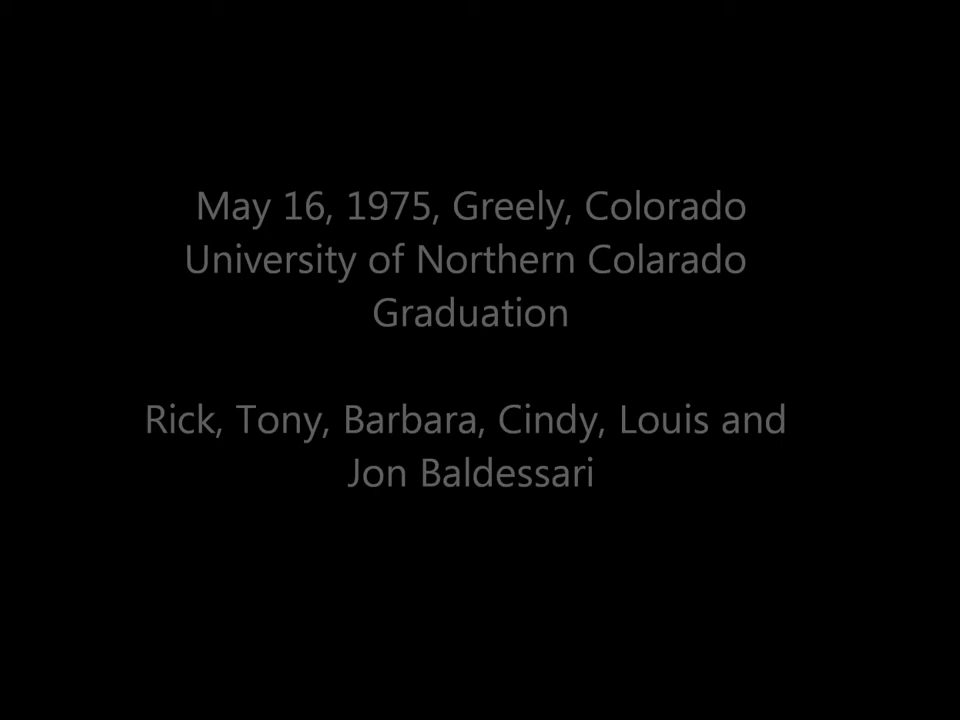 May 16, 1975, Greely, Colorado
University of Northern Colarado
Graduation
Rick, Tony, Barbara, Cindy, Louis and
Jon Baldessari